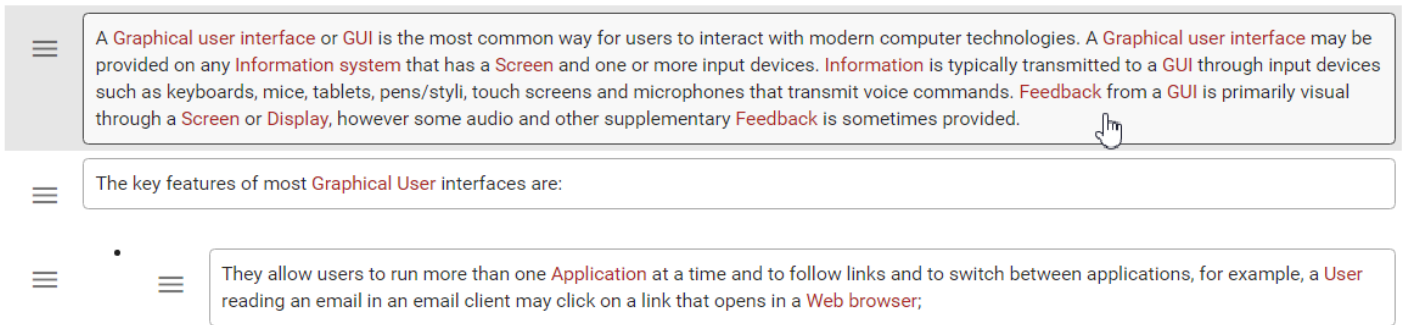 A Graphical user interface or GUI is the most common way for users to interact with modern computer technologies. A Graphical user interface may be
provided on any Information system that has a Screen and one or more input devices. Information is typically transmitted to a GUI through input devices
such as keyboards, mice, tablets, pens/styli, touch screens and microphones that transmit voice commands. Feedback from a GUI is primarily visual
through a Screen or Display, however some audio and other supplementary Feedback is sometimes provided.
The key features of most Graphical User interfaces are:
They allow users to run more than one Application at a time and to follow links and to switch between applications, for example, a User
reading an email in an email client may click on a link that opens in a Web browser;